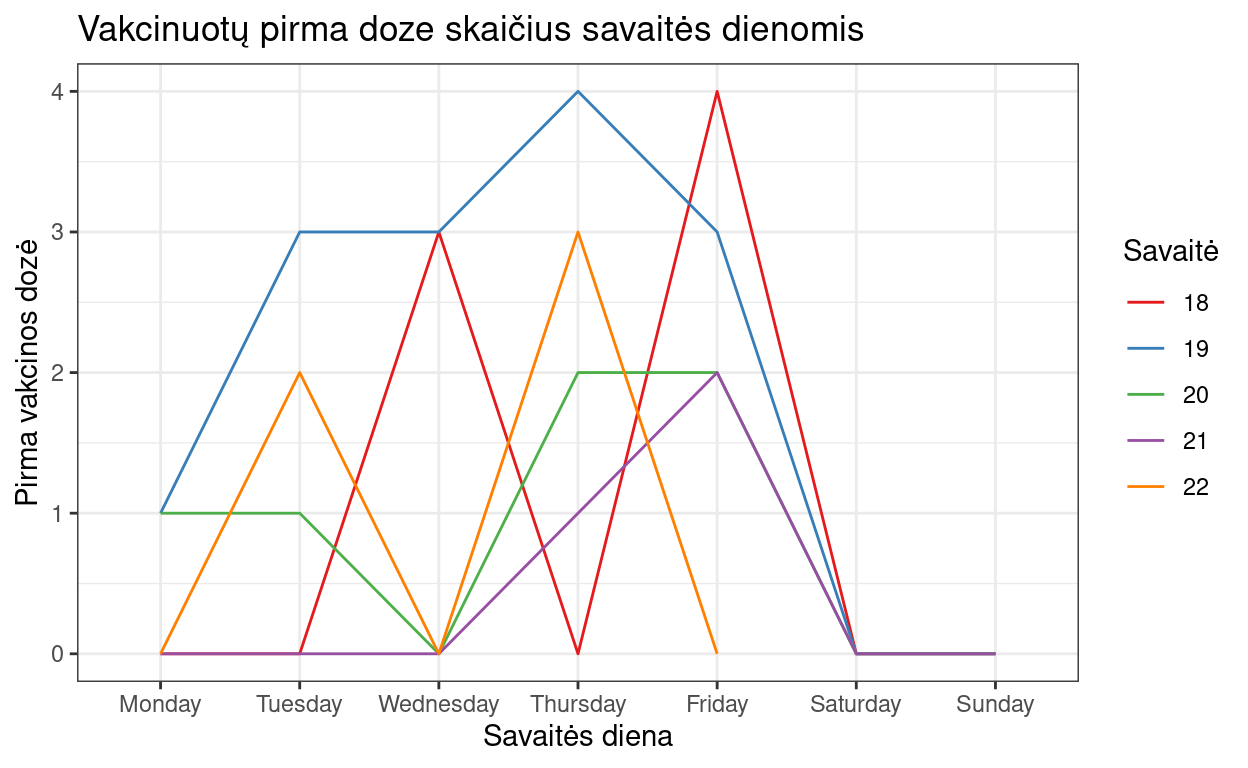 Vakcinuotų pirma doze skaičius savaitės dienomis
Pirma vakcinos dozė
4
3
2
1
0
Monday Tuesday Wednesday Thursday Friday Saturday Sunday
Savaitės diena
Savaitė
18
19
20
21
22